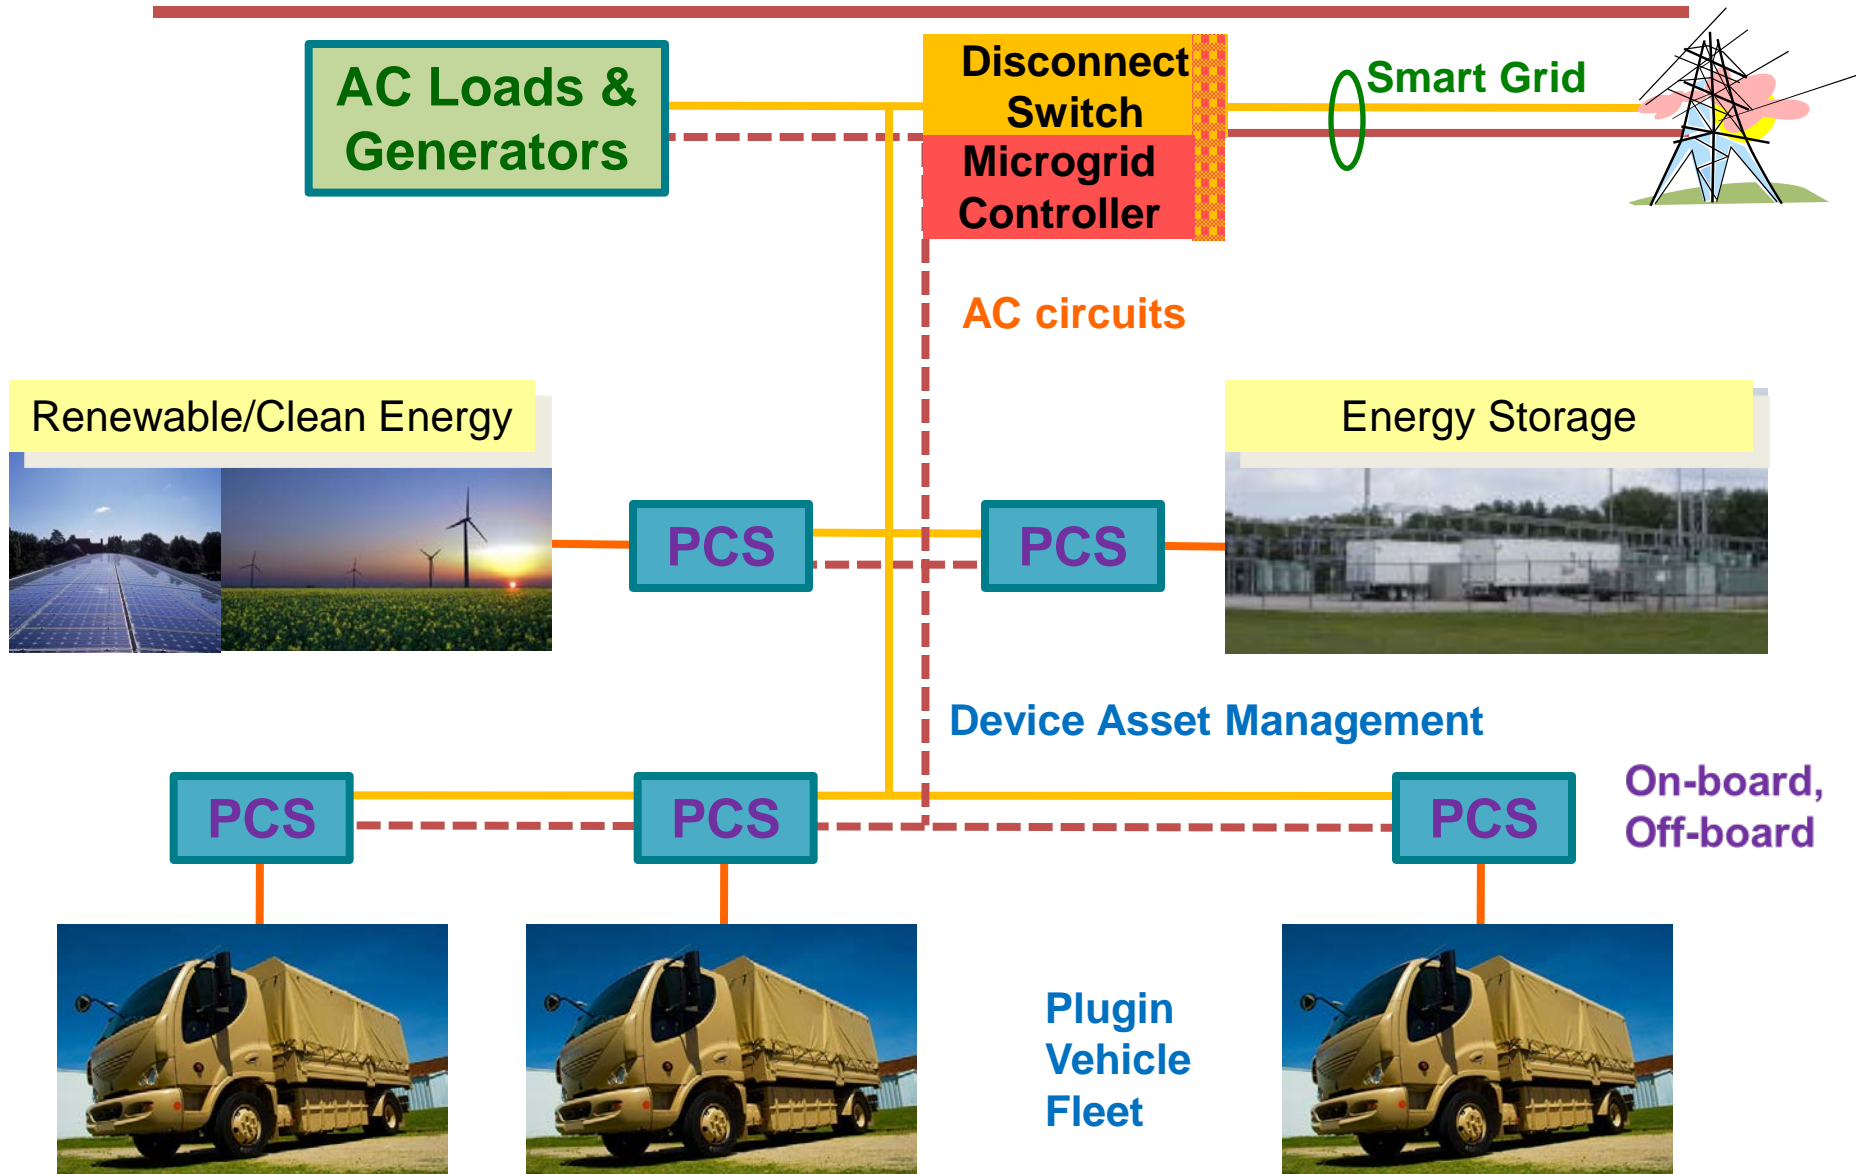 AC Loads &
Generators
Disconnect
Switch
Microgrid
Controller
Smart Grid
AC circuits
Renewable/Clean Energy
Energy Storage
PCS
PCS
Device Asset Management
PCS
PCS
PCS
On-board,
Off-board
Plugin
Vehicle
Fleet